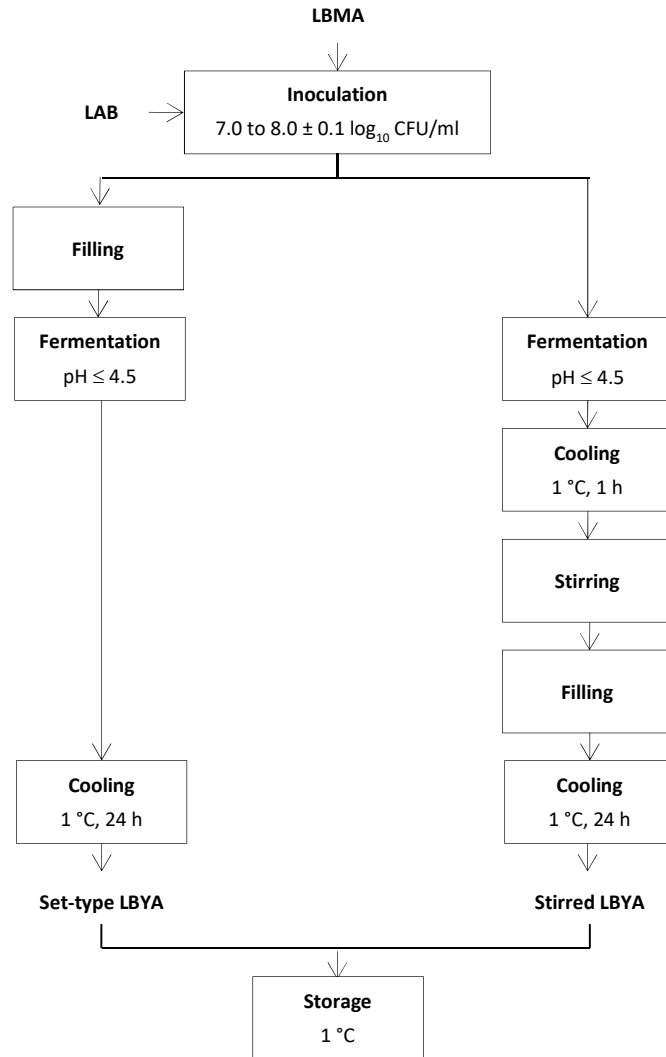 LBMA
Inoculation
LAB
7.0 to 8.0 ± 0.1 log₁₀ CFU/ml
Filling
Fermentation
pH ≤ 4.5
Fermentation
pH ≤ 4.5
Cooling
1 °C, 1 h
Stirring
Filling
Cooling
1 °C, 24 h
Cooling
1 °C, 24 h
Set-type LBYA
Stirred LBYA
Storage
1 °C